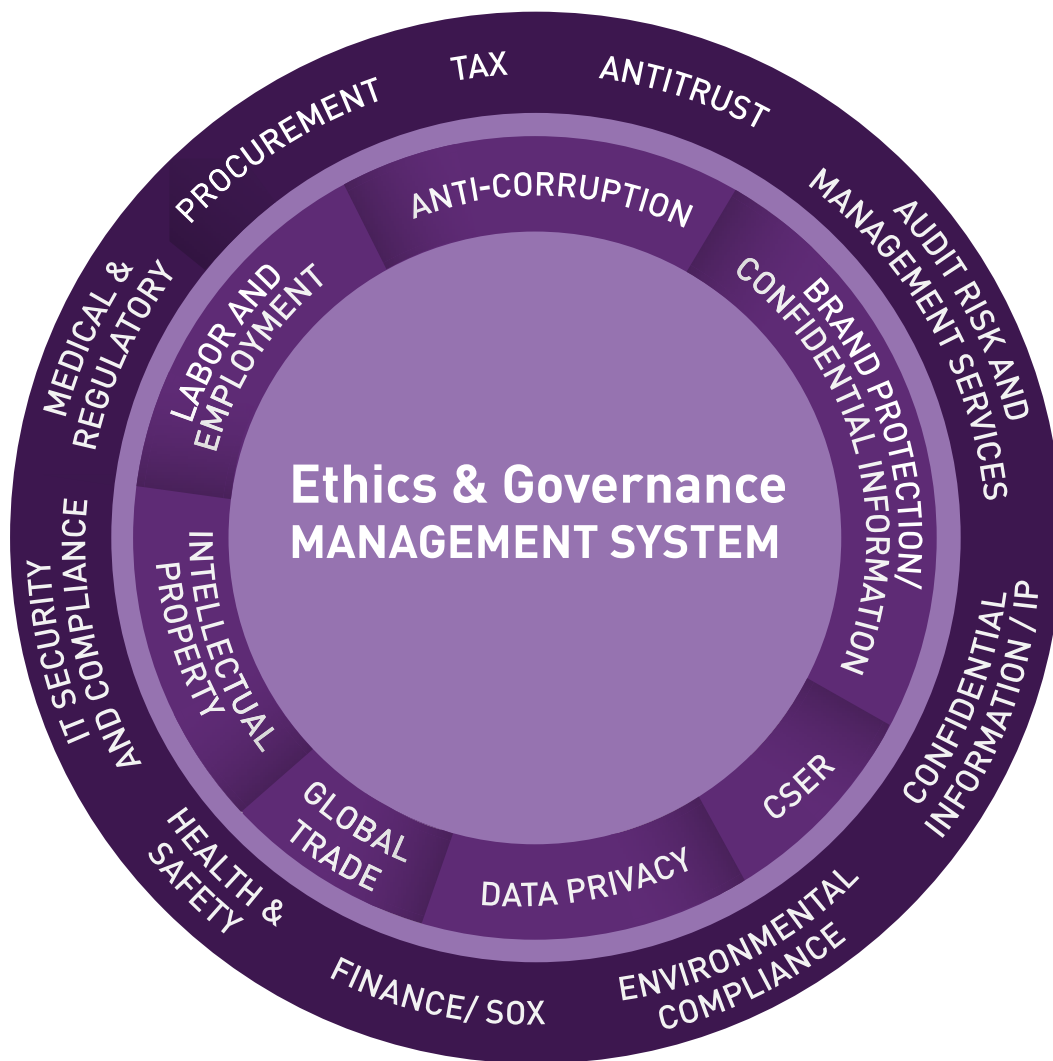 Ethics & Governance
MANAGEMENT SYSTEM
ANTI-CORRUPTION
BRAND PROTECTION/
CONFIDENTIAL INFORMATION
CSER
DATA PRIVACY
GLOBAL
TRADE
INTELLECTUAL
PROPERTY
LABOR AND
EMPLOYMENT
TAX
ANTITRUST
AUDIT RISK AND
MANAGEMENT SERVICES
CONFIDENTIAL
INFORMATION / IP
ENVIRONMENTAL
COMPLIANCE
FINANCE/ SOX
HEALTH &
SAFETY
IT SECURITY
AND COMPLIANCE
MEDICAL &
REGULATORY
PROCUREMENT